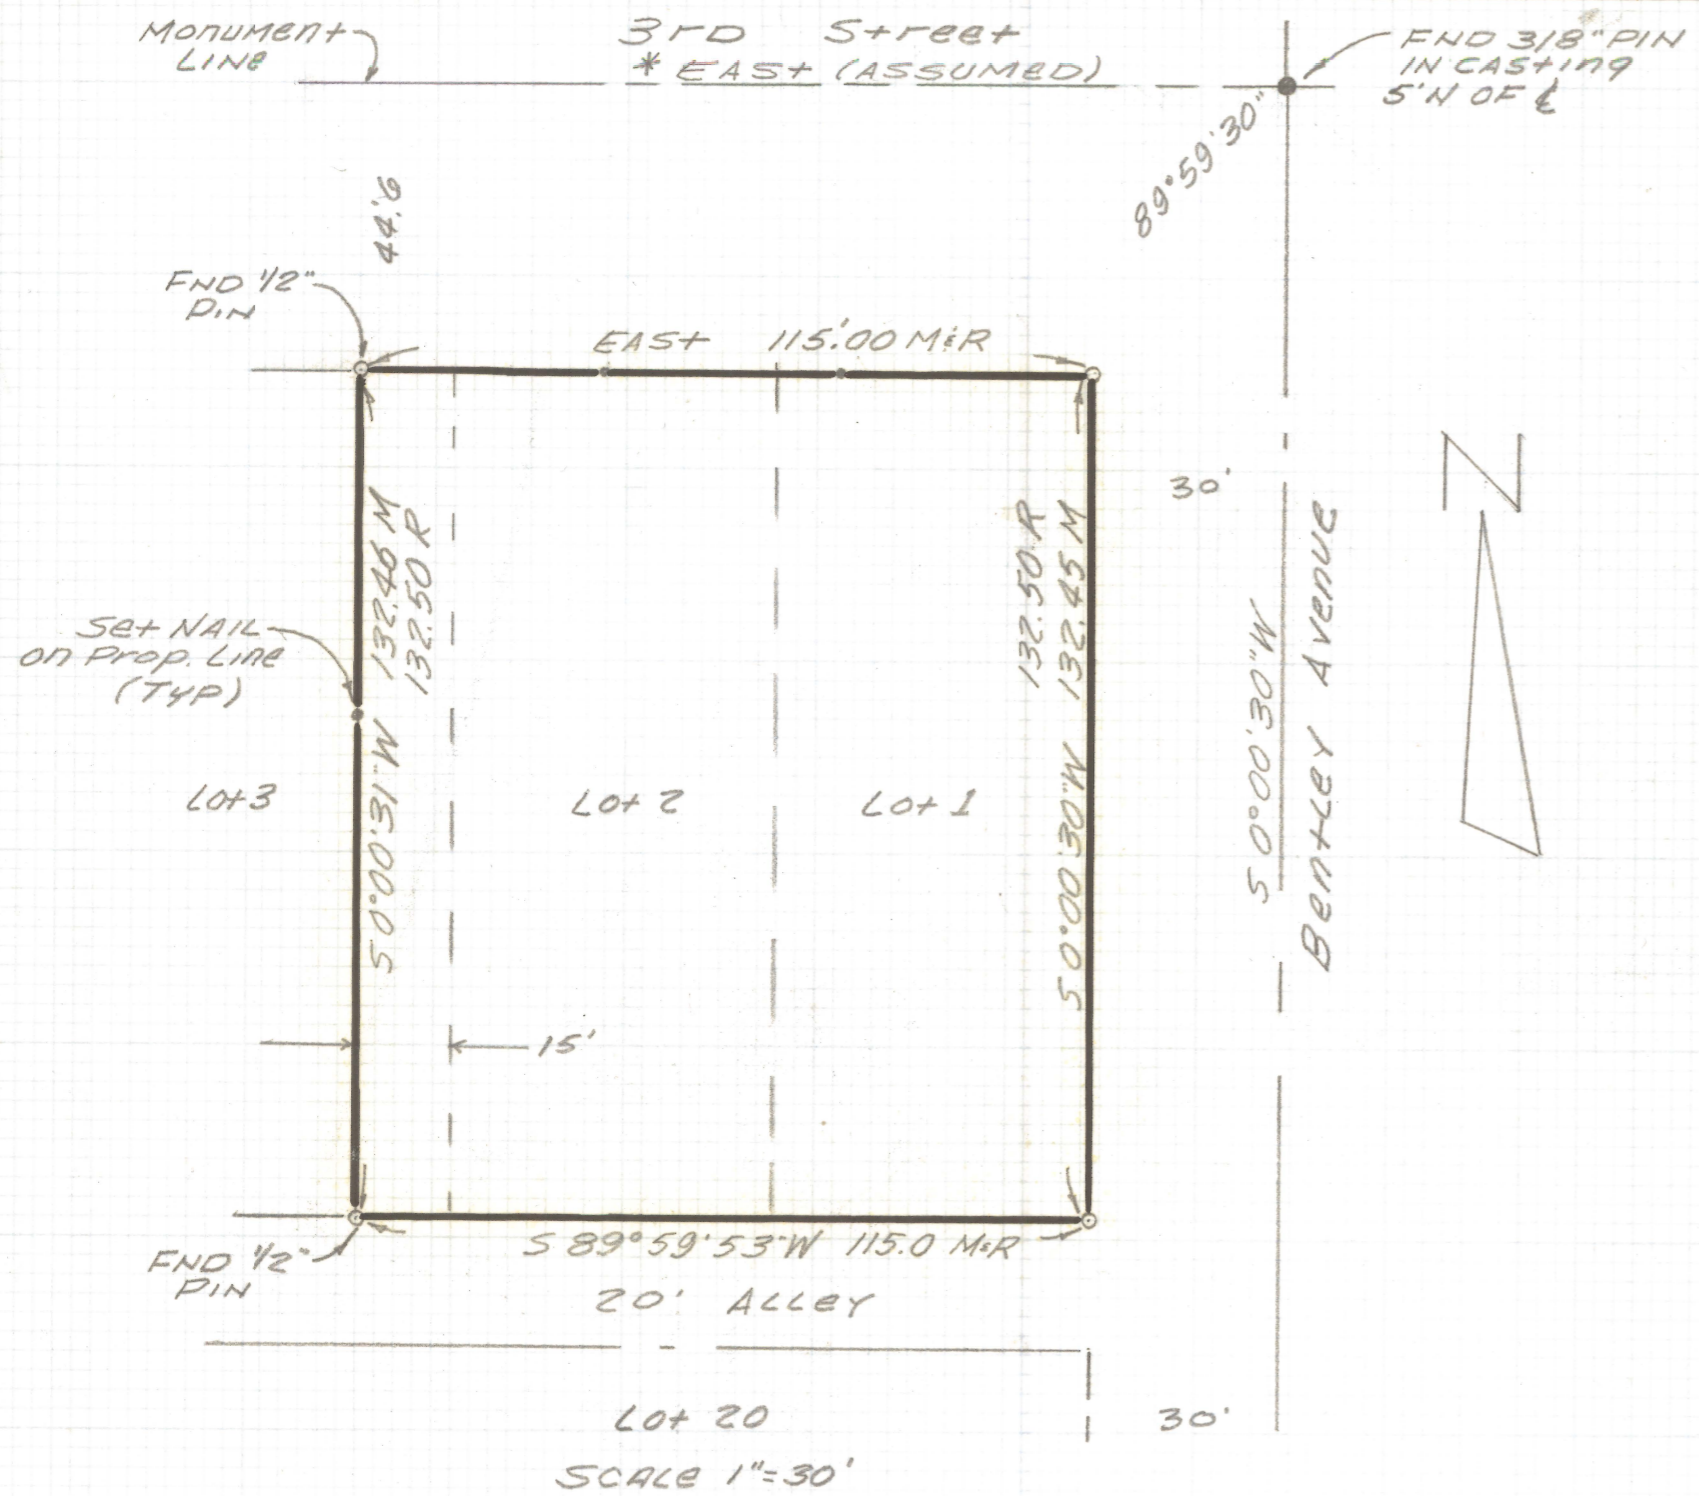 Monument
LINE
3rd Street
* EAST (ASSUMED)
FND 3/8" PIN
IN CASting
5' N OF ℄
89°59'30"
44.'6
FND 1/2"
PIN
EASt 115.'00 M&R
30'
N
132.46 M
132.50 R
132.50 R
132.45 M
Set NAIL
on Prop. Line
(TYP)
S 0°00'31"W
S 0°00'30"W
S 0°00'30"W
Bentley Avenue
Lot 3
Lot 2
Lot 1
15'
S 89°59'53"W 115.0 M&R
FND 1/2"
PIN
20' ALLEY
Lot 20
30'
SCALE 1"=30'